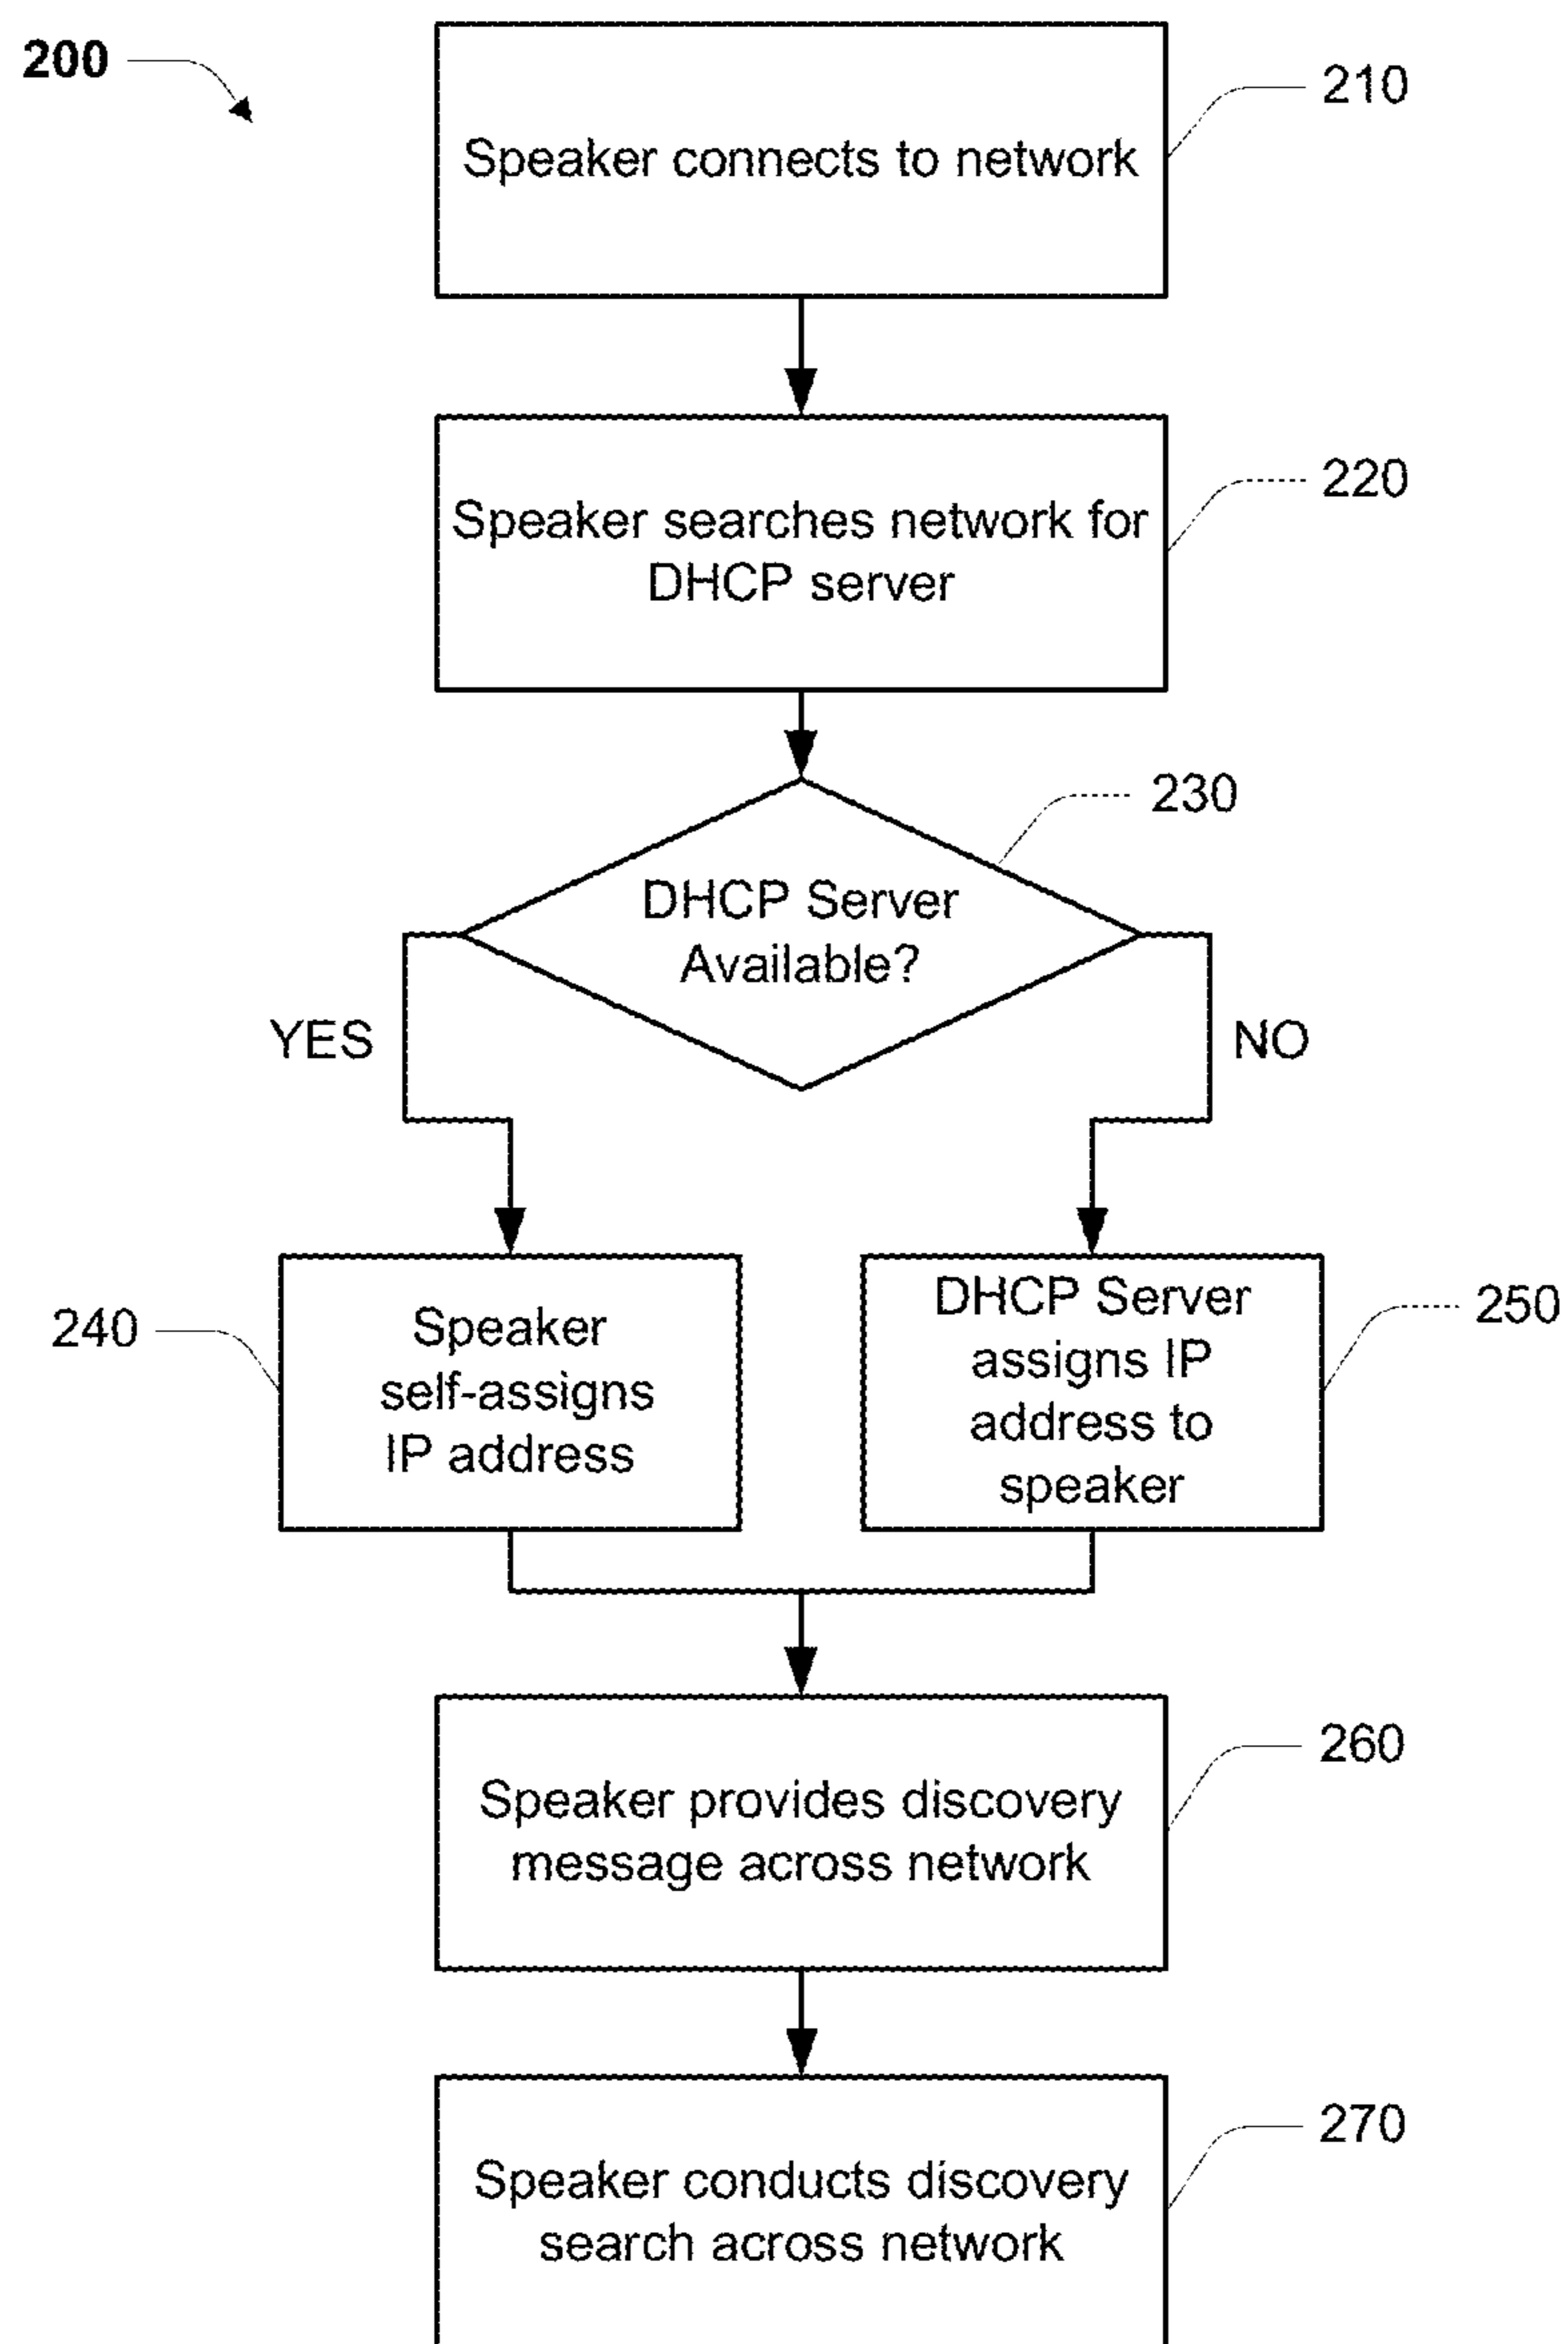 200
Speaker connects to network
210
Speaker searches network for
DHCP server
220
230
DHCP Server
Available?
YES
NO
240
Speaker
self-assigns
IP address
DHCP Server
assigns IP
address to
speaker
250
Speaker provides discovery
message across network
260
Speaker conducts discovery
search across network
270